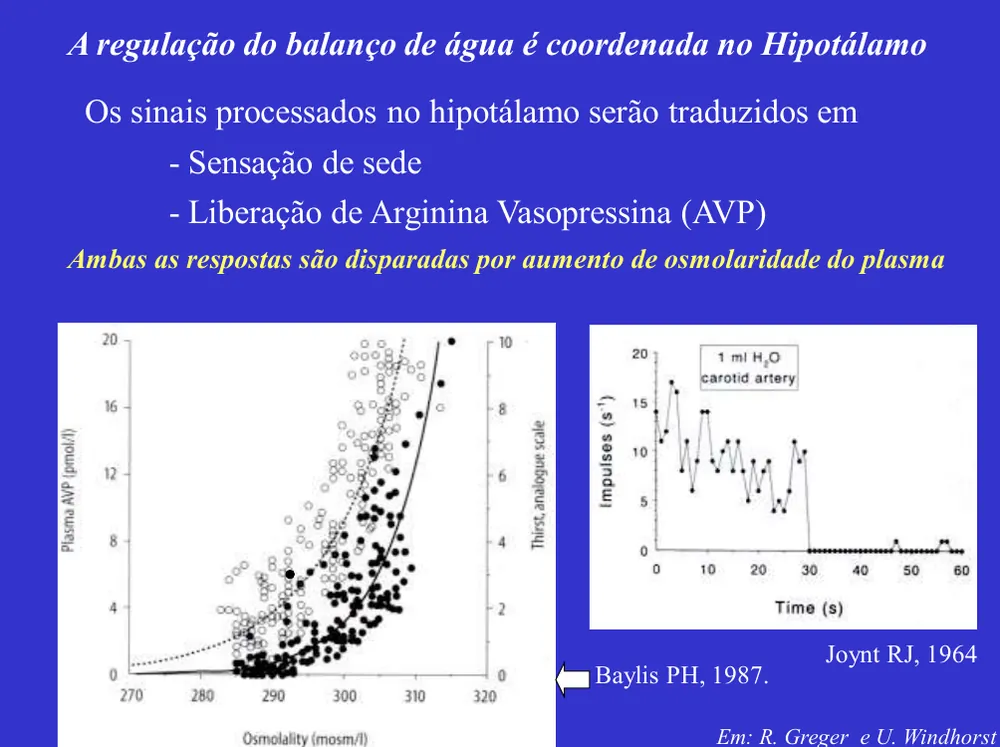 A regulação do balanço de água é coordenada no Hipotálamo
Os sinais processados no hipotálamo serão traduzidos em
- Sensação de sede
- Liberação de Arginina Vasopressina (AVP)
Ambas as respostas são disparadas por aumento de osmolaridade do plasma
20
16
12
8
4
0
Plasma AVP (pmol/l)
10
8
6
4
2
0
Thirst, analogue scale
270 280 290 300 310 320
Osmolality (mosm/l)
1 ml H₂O
carotid artery
20
15
10
5
0
Impulses (s⁻¹)
0 10 20 30 40 50 60
Time (s)
Joynt RJ, 1964
Baylis PH, 1987.
Em: R. Greger e U. Windhorst